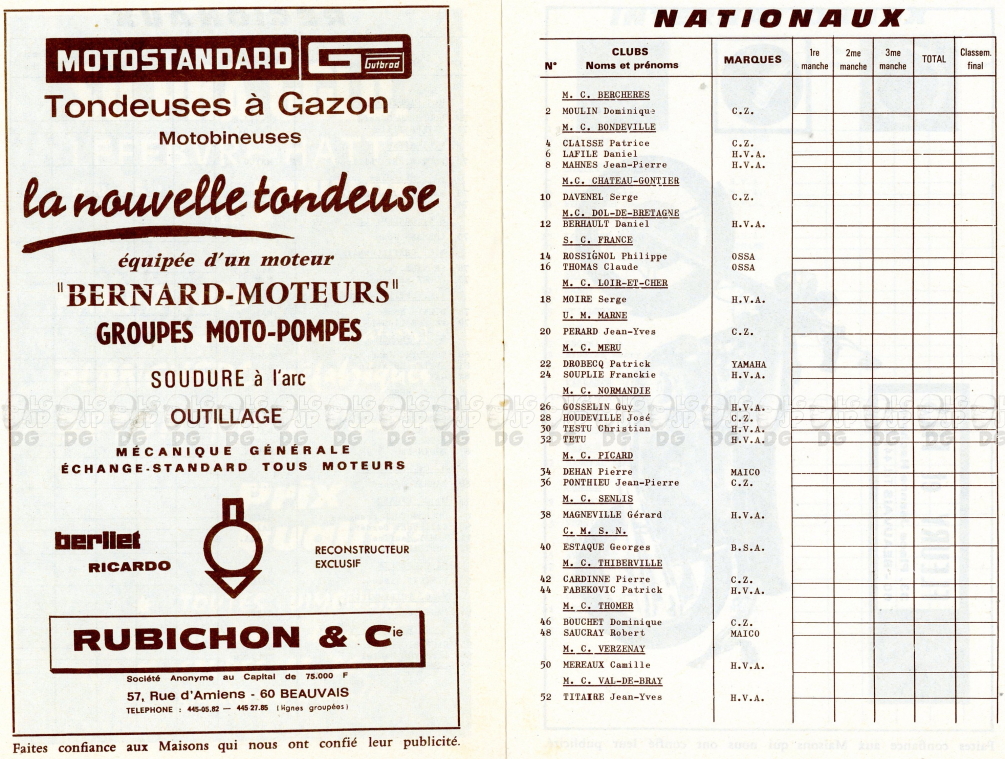 MOTOSTANDARD Gutbrod
Tondeuses à Gazon
Motobineuses
la nouvelle tondeuse
équipée d'un moteur
"BERNARD-MOTEURS"
GROUPES MOTO-POMPES
SOUDURE à l'arc
OUTILLAGE
MÉCANIQUE GÉNÉRALE
ÉCHANGE-STANDARD TOUS MOTEURS
berliet
RICARDO
RECONSTRUCTEUR
EXCLUSIF
RUBICHON & Cie
Société Anonyme au Capital de 75.000 F
57, Rue d'Amiens - 60 BEAUVAIS
TELEPHONE : 445-05.82 — 445 27.85 (lignes groupées)
Faites confiance aux Maisons qui nous ont confié leur publicité.
NATIONAUX
N° CLUBS Noms et prénoms MARQUES 1re manche 2me manche 3me manche TOTAL Classem. final
M. C. BERCHERES
2 MOULIN Dominique C.Z.
M. C. BONDEVILLE
4 CLAISSE Patrice C.Z.
6 LAFILE Daniel H.V.A.
8 MAHNES Jean-Pierre H.V.A.
M.C. CHATEAU-GONTIER
10 DAVENEL Serge C.Z.
M.C. DOL-DE-BRETAGNE
12 BERHAULT Daniel H.V.A.
S. C. FRANCE
14 ROSSIGNOL Philippe OSSA
16 THOMAS Claude OSSA
M. C. LOIR-ET-CHER
18 MOIRE Serge H.V.A.
U. M. MARNE
20 PERARD Jean-Yves C.Z.
M. C. MERU
22 DROBECQ Patrick YAMAHA
24 SOUPLIE Franckie H.V.A.
M. C. NORMANDIE
26 GOSSELIN Guy H.V.A.
28 HOUDEVILLE José C.Z.
30 TESTU Christian H.V.A.
32 TETU H.V.A.
M. C. PICARD
34 DEHAN Pierre MAICO
36 PONTHIEU Jean-Pierre C.Z.
M. C. SENLIS
38 MAGNEVILLE Gérard H.V.A.
C. M. S. N.
40 ESTAQUE Georges B.S.A.
M. C. THIBERVILLE
42 CARDINNE Pierre C.Z.
44 FABEKOVIC Patrick H.V.A.
M. C. THOMER
46 BOUCHET Dominique C.Z.
48 SAUCRAY Robert MAICO
M. C. VERZENAY
50 MEREAUX Camille H.V.A.
M. C. VAL-DE-BRAY
52 TITAIRE Jean-Yves H.V.A.